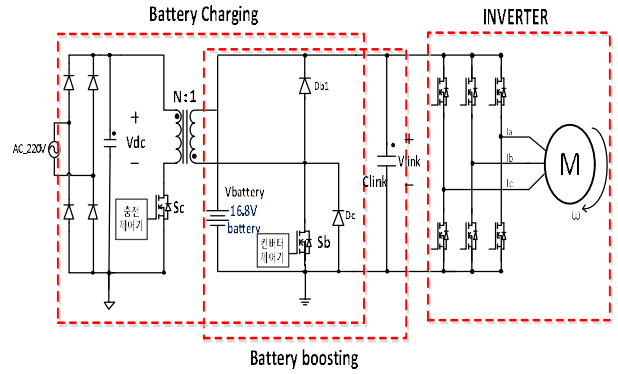 Battery Charging
INVERTER
N:1
Db1
+
Vdc
−
AC_220V
Ia
Ib
Ic
M
ω
+
Vlink
−
Clink
Vbattery
16.8V
battery
Dc
충전
제어기
Sc
컨버터
제어기
Sb
Battery boosting